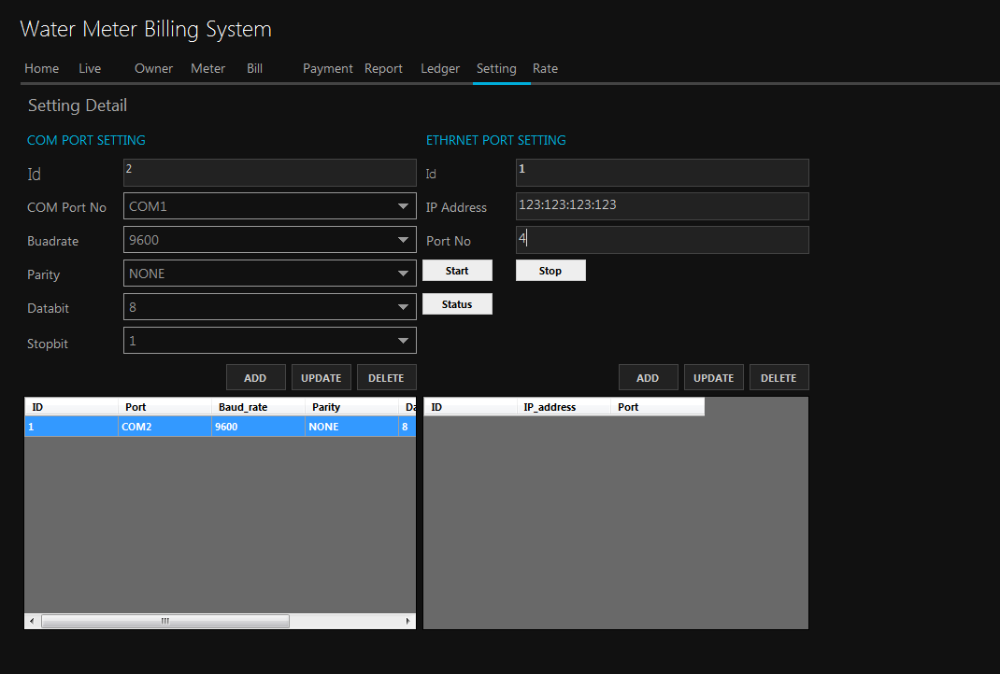 Water Meter Billing System
Home Live Owner Meter Bill Payment Report Ledger Setting Rate
Setting Detail
COM PORT SETTING
Id 2
COM Port No COM1
Buadrate 9600
Parity NONE
Databit 8
Stopbit 1
ADD UPDATE DELETE
ID Port Baud_rate Parity Da
1 COM2 9600 NONE 8
ETHRNET PORT SETTING
Id 1
IP Address 123:123:123:123
Port No 4
Start Stop
Status
ADD UPDATE DELETE
ID IP_address Port